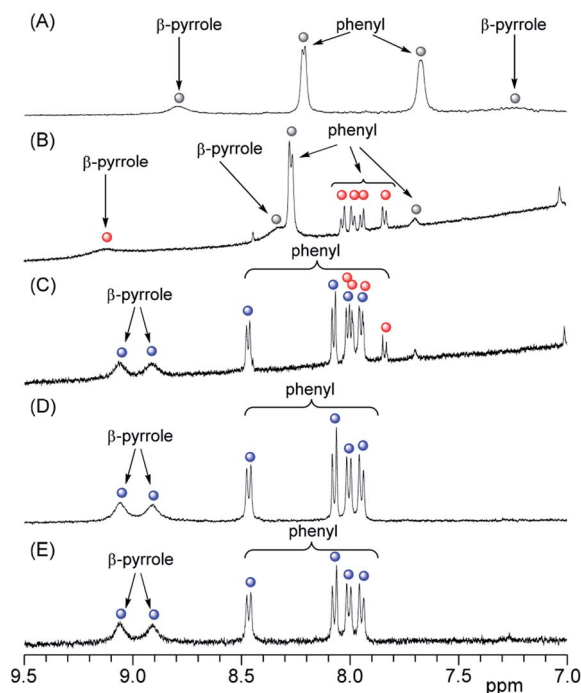 (A)
β-pyrrole
phenyl
β-pyrrole
(B)
β-pyrrole
β-pyrrole
phenyl
phenyl
(C)
β-pyrrole
(D)
phenyl
β-pyrrole
(E)
phenyl
β-pyrrole
9.5 9.0 8.5 8.0 7.5 ppm 7.0